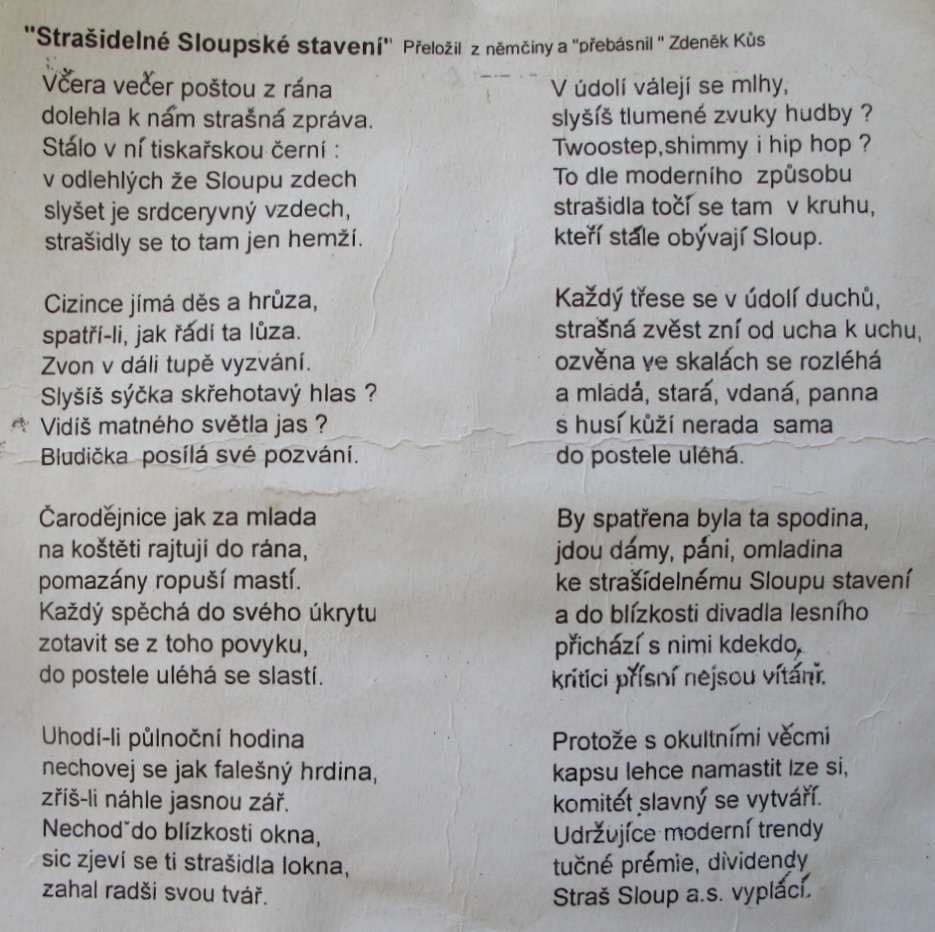 "Strašidelné Sloupské stavení" Přeložil z němčiny a "přebásnil" Zdeněk Kůs
Včera večer poštou z rána
dolehla k nám strašná zpráva.
Stálo v ní tiskařskou černí :
v odlehlých že Sloupu zdech
slyšet je srdceryvný vzdech,
strašidly se to tam jen hemží.
Cizince jímá děs a hrůza,
spatří-li, jak řádí ta lůza.
Zvon v dáli tupě vyzvání.
Slyšíš sýčka skřehotavý hlas ?
Vidíš matného světla jas ?
Bludička posílá své pozvání.
Čarodějnice jak za mlada
na koštěti rajtují do rána,
pomazány ropuší mastí.
Každý spěchá do svého úkrytu
zotavit se z toho povyku,
do postele uléhá se slastí.
Uhodí-li půlnoční hodina
nechovej se jak falešný hrdina,
zříš-li náhle jasnou zář.
Nechoď do blízkosti okna,
sic zjeví se ti strašidla lokna,
zahal radši svou tvář.
V údolí válejí se mlhy,
slyšíš tlumené zvuky hudby ?
Twoostep,shimmy i hip hop ?
To dle moderního způsobu
strašidla točí se tam v kruhu,
kteří stále obývají Sloup.
Každý třese se v údolí duchů,
strašná zvěst zní od ucha k uchu,
ozvěna ve skalách se rozléhá
a mladá, stará, vdaná, panna
s husí kůží nerada sama
do postele uléhá.
By spatřena byla ta spodina,
jdou dámy, páni, omladina
ke strašidelnému Sloupu stavení
a do blízkosti divadla lesního
přichází s nimi kdekdo,
kritici přísní nejsou vítáni.
Protože s okultními věcmi
kapsu lehce namastit lze si,
komitét slavný se vytváří.
Udržujíce moderní trendy
tučné prémie, dividendy
Straš Sloup a.s. vyplácí.